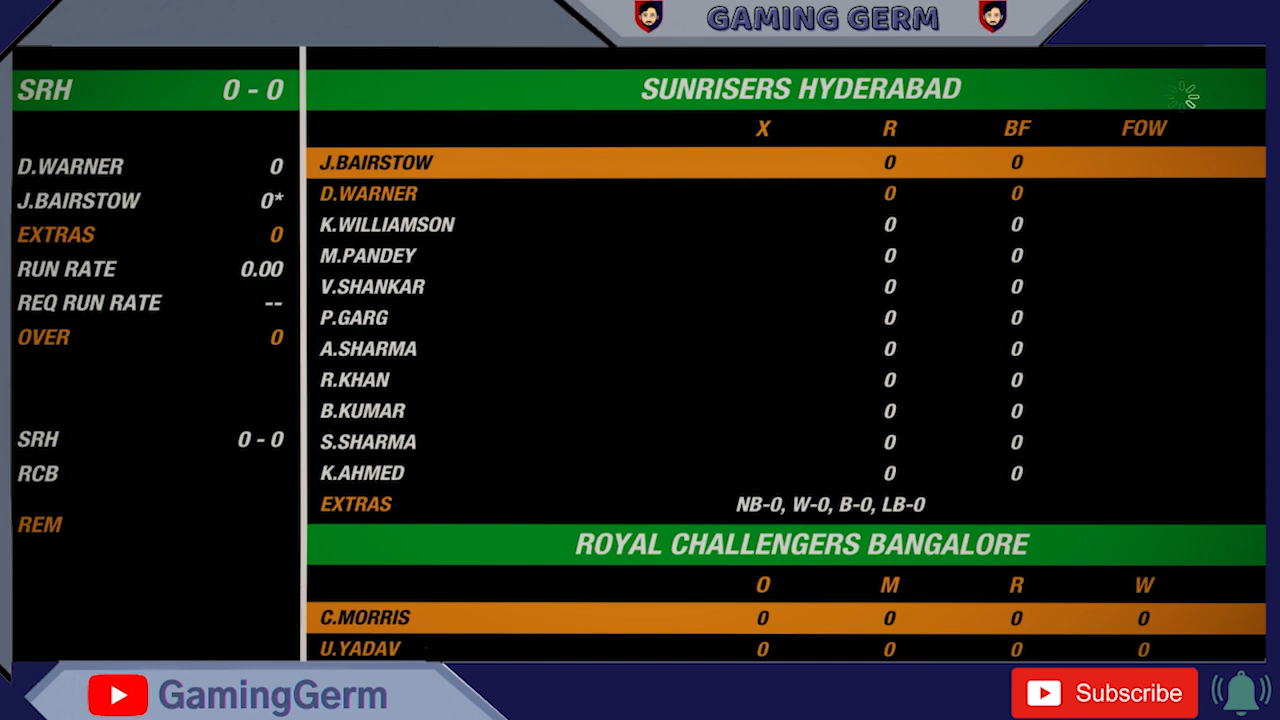 GAMING GERM
SRH 0 - 0
D.WARNER 0
J.BAIRSTOW 0*
EXTRAS 0
RUN RATE 0.00
REQ RUN RATE --
OVER 0
SRH 0 - 0
RCB
REM
SUNRISERS HYDERABAD
X R BF FOW
J.BAIRSTOW 0 0
D.WARNER 0 0
K.WILLIAMSON 0 0
M.PANDEY 0 0
V.SHANKAR 0 0
P.GARG 0 0
A.SHARMA 0 0
R.KHAN 0 0
B.KUMAR 0 0
S.SHARMA 0 0
K.AHMED 0 0
EXTRAS NB-0, W-0, B-0, LB-0
ROYAL CHALLENGERS BANGALORE
O M R W
C.MORRIS 0 0 0 0
U.YADAV 0 0 0 0
GamingGerm
Subscribe